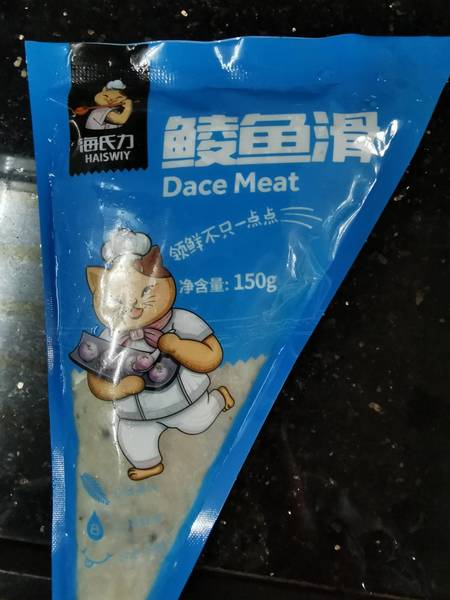 海氏力
HAISWIY
鲮鱼滑
Dace Meat
领鲜不只一点点
净含量: 150g